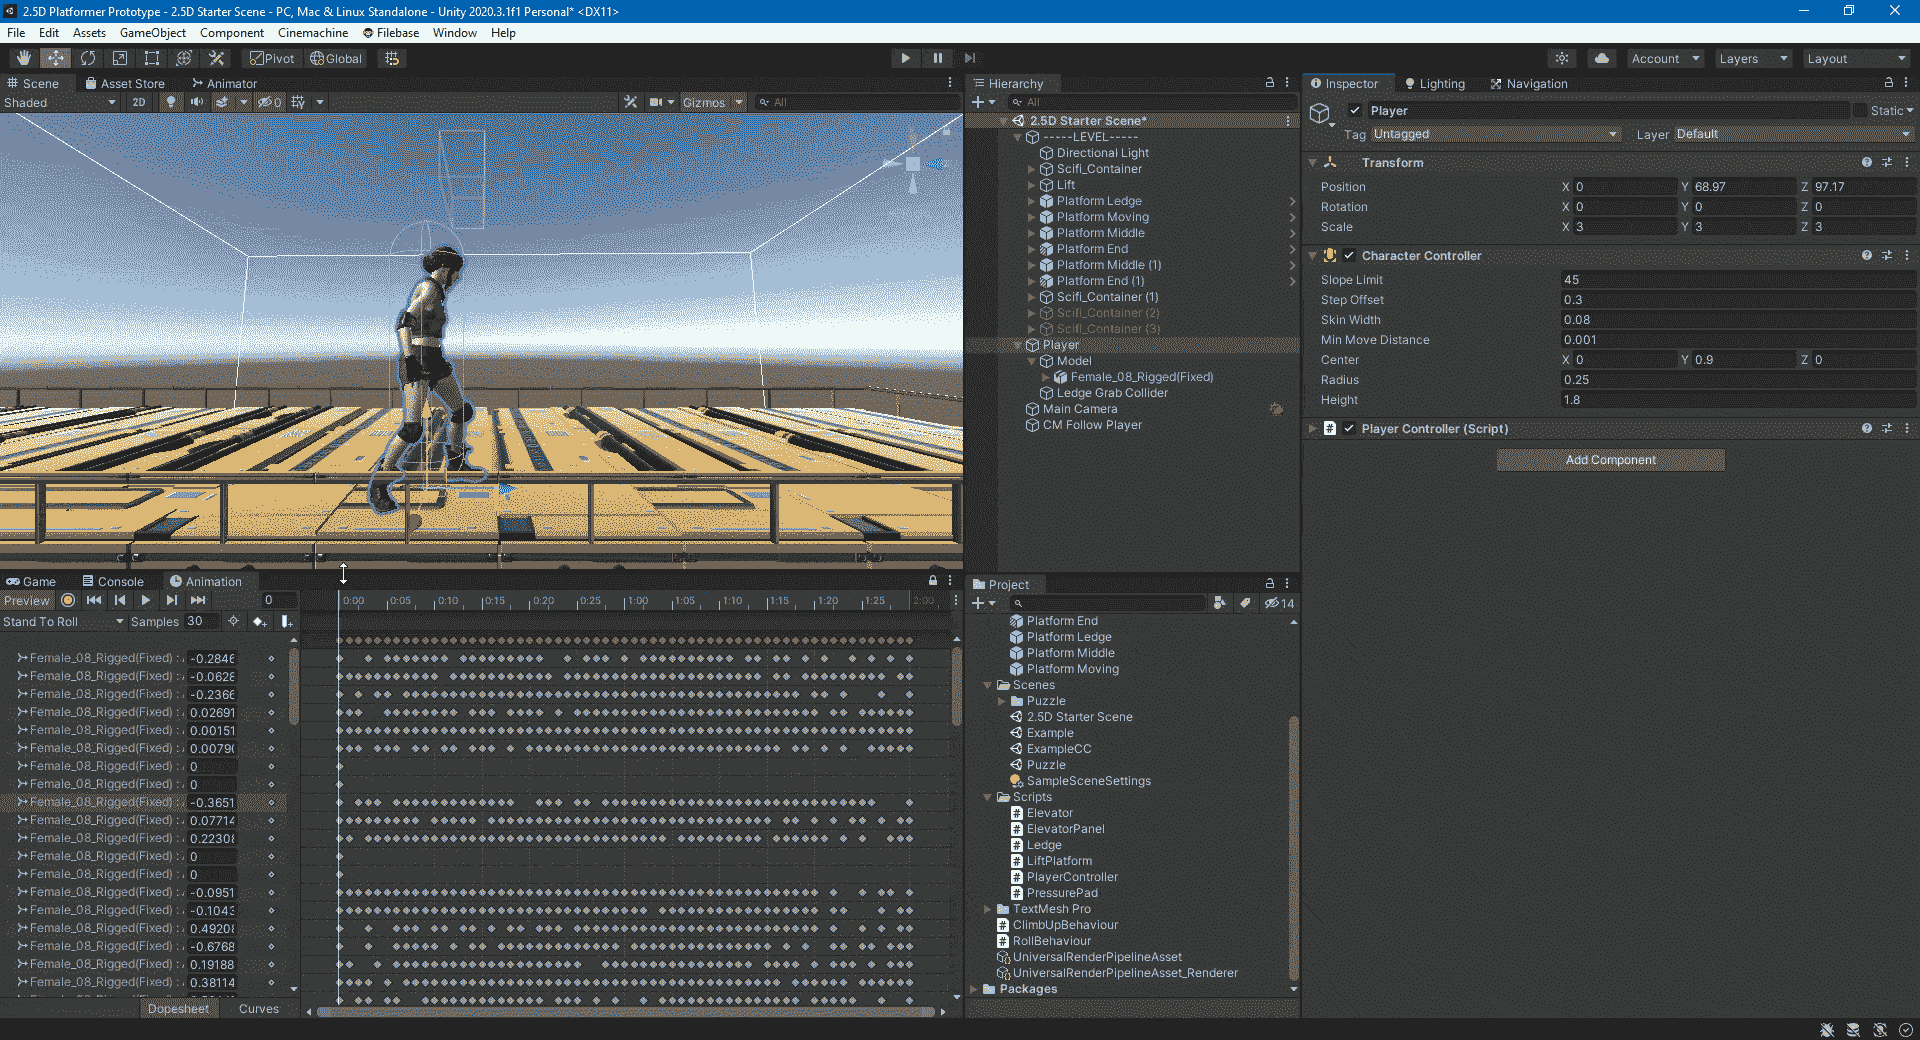 2.5D Platformer Prototype - 2.5D Starter Scene - PC, Mac & Linux Standalone - Unity 2020.3.1f1 Personal* <DX11>
File Edit Assets GameObject Component Cinemachine Filebase Window Help
Pivot Global Account Layers Layout
Scene Asset Store Animator
Shaded 2D 0 Gizmos All
Hierarchy
All
2.5D Starter Scene*
-----LEVEL-----
Directional Light
Scifi_Container
Lift
Platform Ledge
Platform Moving
Platform Middle
Platform End
Platform Middle (1)
Platform End (1)
Scifi_Container (1)
Scifi_Container (2)
Scifi_Container (3)
Player
Model
Female_08_Rigged(Fixed)
Ledge Grab Collider
Main Camera
CM Follow Player
Inspector Lighting Navigation
Player Static
Tag Untagged Layer Default
Transform
Position X 0 Y 68.97 Z 97.17
Rotation X 0 Y 0 Z 0
Scale X 3 Y 3 Z 3
Character Controller
Slope Limit 45
Step Offset 0.3
Skin Width 0.08
Min Move Distance 0.001
Center X 0 Y 0.9 Z 0
Radius 0.25
Height 1.8
# Player Controller (Script)
Add Component
Game Console Animation
Preview 0 0:00 0:05 0:10 0:15 0:20 0:25 1:00 1:05 1:10 1:15 1:20 1:25 2:00
Stand To Roll Samples 30
Female_08_Rigged(Fixed) : -0.2846
Female_08_Rigged(Fixed) : -0.0628
Female_08_Rigged(Fixed) : -0.2366
Female_08_Rigged(Fixed) : 0.02691
Female_08_Rigged(Fixed) : 0.00151
Female_08_Rigged(Fixed) : 0.0079
Female_08_Rigged(Fixed) : 0
Female_08_Rigged(Fixed) : 0
Female_08_Rigged(Fixed) : -0.3651
Female_08_Rigged(Fixed) : 0.07714
Female_08_Rigged(Fixed) : 0.2230
Female_08_Rigged(Fixed) : 0
Female_08_Rigged(Fixed) : 0
Female_08_Rigged(Fixed) : -0.0951
Female_08_Rigged(Fixed) : -0.1043
Female_08_Rigged(Fixed) : 0.4920
Female_08_Rigged(Fixed) : -0.6768
Female_08_Rigged(Fixed) : 0.19188
Female_08_Rigged(Fixed) : 0.38114
Dopesheet Curves
Project
14
Platform End
Platform Ledge
Platform Middle
Platform Moving
Scenes
Puzzle
2.5D Starter Scene
Example
ExampleCC
Puzzle
SampleSceneSettings
Scripts
# Elevator
# ElevatorPanel
# Ledge
# LiftPlatform
# PlayerController
# PressurePad
TextMesh Pro
# ClimbUpBehaviour
# RollBehaviour
UniversalRenderPipelineAsset
UniversalRenderPipelineAsset_Renderer
Packages